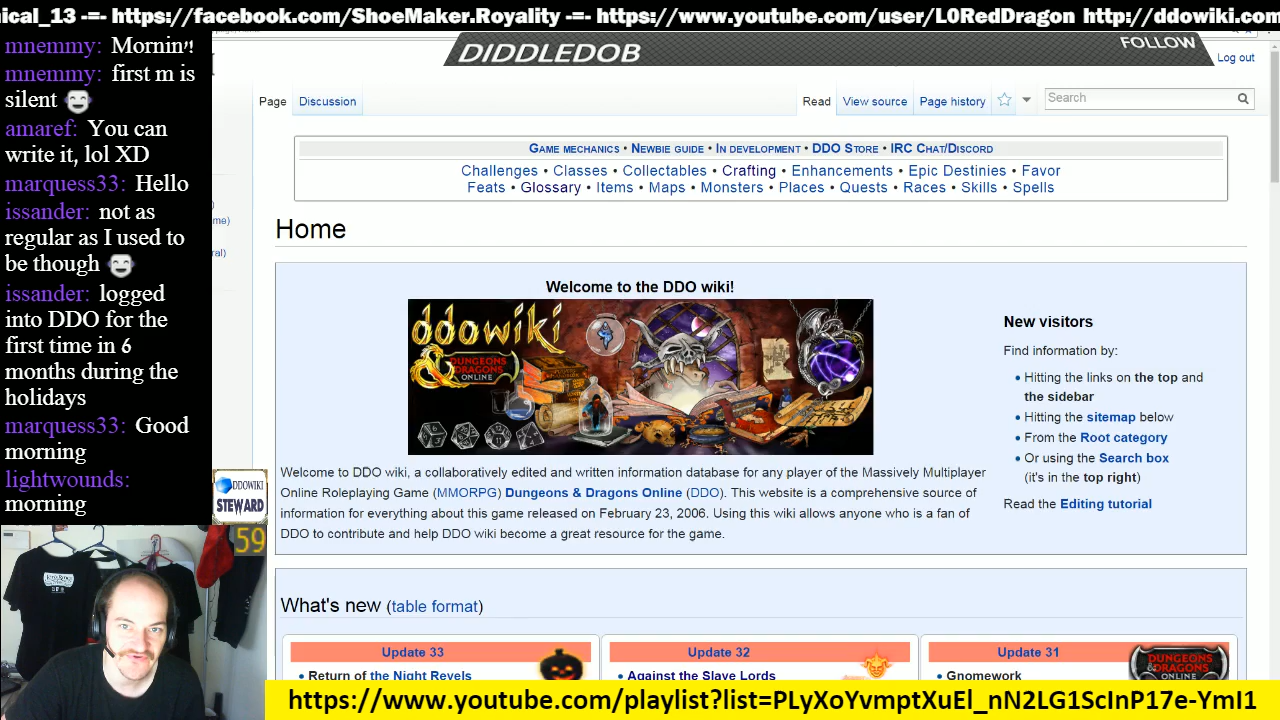 nical_13 -=- https://facebook.com/ShoeMaker.Royality -=- https://www.youtube.com/user/L0RedDragon http://ddowiki.com
mnemmy: Mornin'!
mnemmy: first m is
silent
amaref: You can
write it, lol XD
marquess33: Hello
issander: not as
regular as I used to
be though
issander: logged
into DDO for the
first time in 6
months during the
holidays
marquess33: Good
morning
lightwounds:
morning
DDOWIKI
STEWARD
59
DIDDLEDOB
FOLLOW
Log out
Page Discussion
Read View source Page history
Search
me)
ral)
Game mechanics • Newbie guide • In development • DDO Store • IRC Chat/Discord
Challenges • Classes • Collectables • Crafting • Enhancements • Epic Destinies • Favor
Feats • Glossary • Items • Maps • Monsters • Places • Quests • Races • Skills • Spells
Home
Welcome to the DDO wiki!
ddowiki
&
DUNGEONS
DRAGONS
ONLINE
Welcome to DDO wiki, a collaboratively edited and written information database for any player of the Massively Multiplayer
Online Roleplaying Game (MMORPG) Dungeons & Dragons Online (DDO). This website is a comprehensive source of
information for everything about this game released on February 23, 2006. Using this wiki allows anyone who is a fan of
DDO to contribute and help DDO wiki become a great resource for the game.
New visitors
Find information by:
• Hitting the links on the top and
the sidebar
• Hitting the sitemap below
• From the Root category
• Or using the Search box
(it's in the top right)
Read the Editing tutorial
What's new (table format)
Update 33
• Return of the Night Revels
Update 32
• Against the Slave Lords
Update 31
• Gnomework
DUNGEONS
DRAGONS
https://www.youtube.com/playlist?list=PLyXoYvmptXuEl_nN2LG1ScInP17e-YmI1